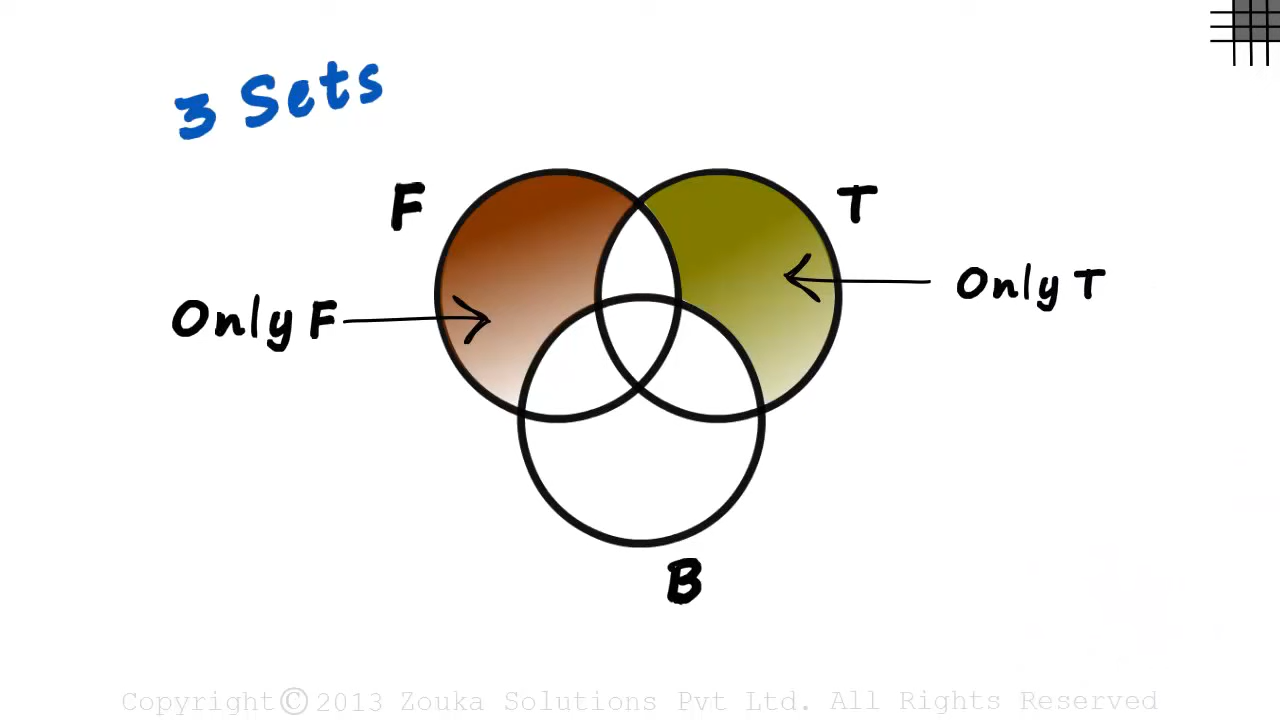 3 Sets
F
T
Only F
Only T
B
Copyright© 2013 Zouka Solutions Pvt Ltd. All Rights Reserved